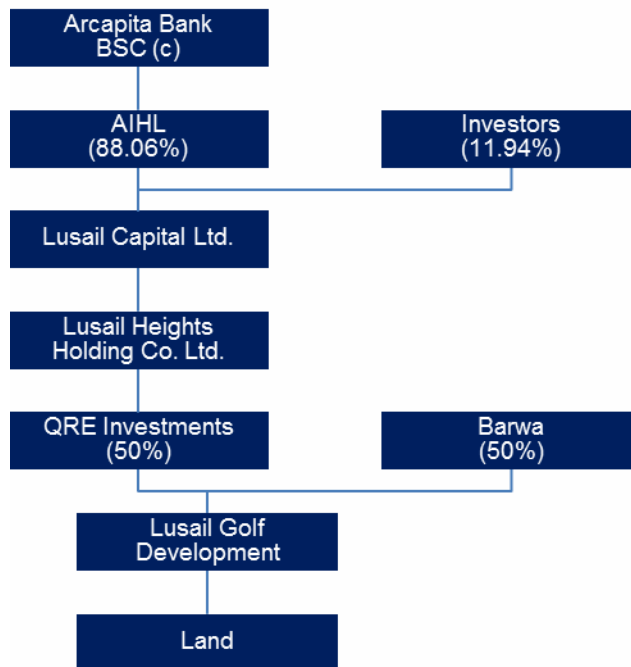 Arcapita Bank
BSC (c)
AIHL
(88.06%)
Investors
(11.94%)
Lusail Capital Ltd.
Lusail Heights
Holding Co. Ltd.
QRE Investments
(50%)
Barwa
(50%)
Lusail Golf
Development
Land